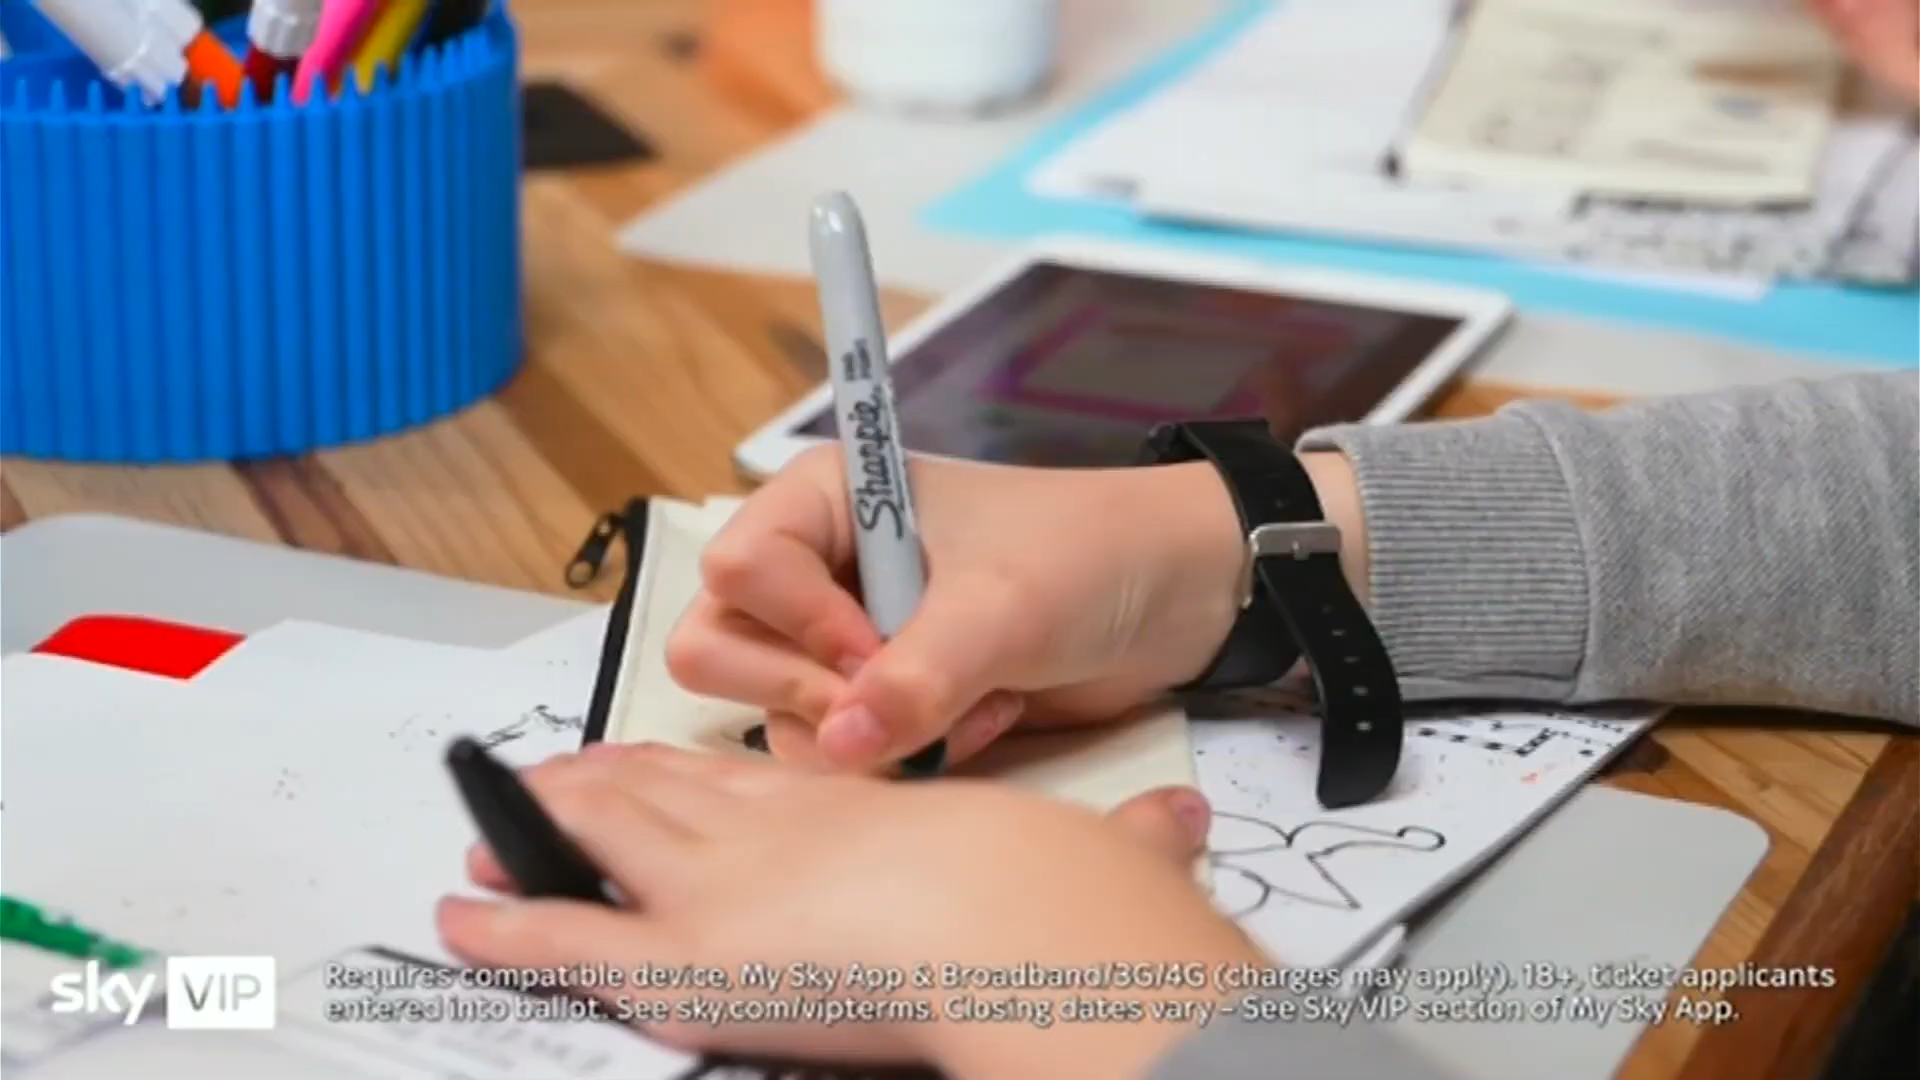 Sharpie
sky VIP
Requires compatible device, My Sky App & Broadband/3G/4G (charges may apply). 18+, ticket applicants
entered into ballot. See sky.com/vipterms. Closing dates vary - See Sky VIP section of My Sky App.